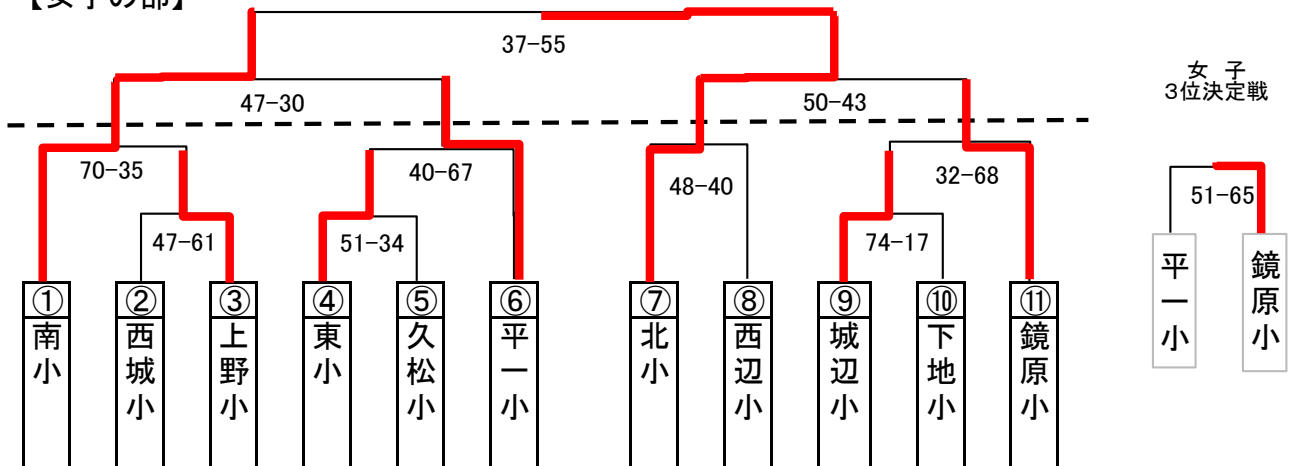 【女子の部】
37-55
女子
3位決定戦
47-30
50-43
70-35
40-67
48-40
32-68
51-65
47-61
51-34
74-17
① 南小
② 西城小
③ 上野小
④ 東小
⑤ 久松小
⑥ 平一小
⑦ 北小
⑧ 西辺小
⑨ 城辺小
⑩ 下地小
⑪ 鏡原小
平一小
鏡原小